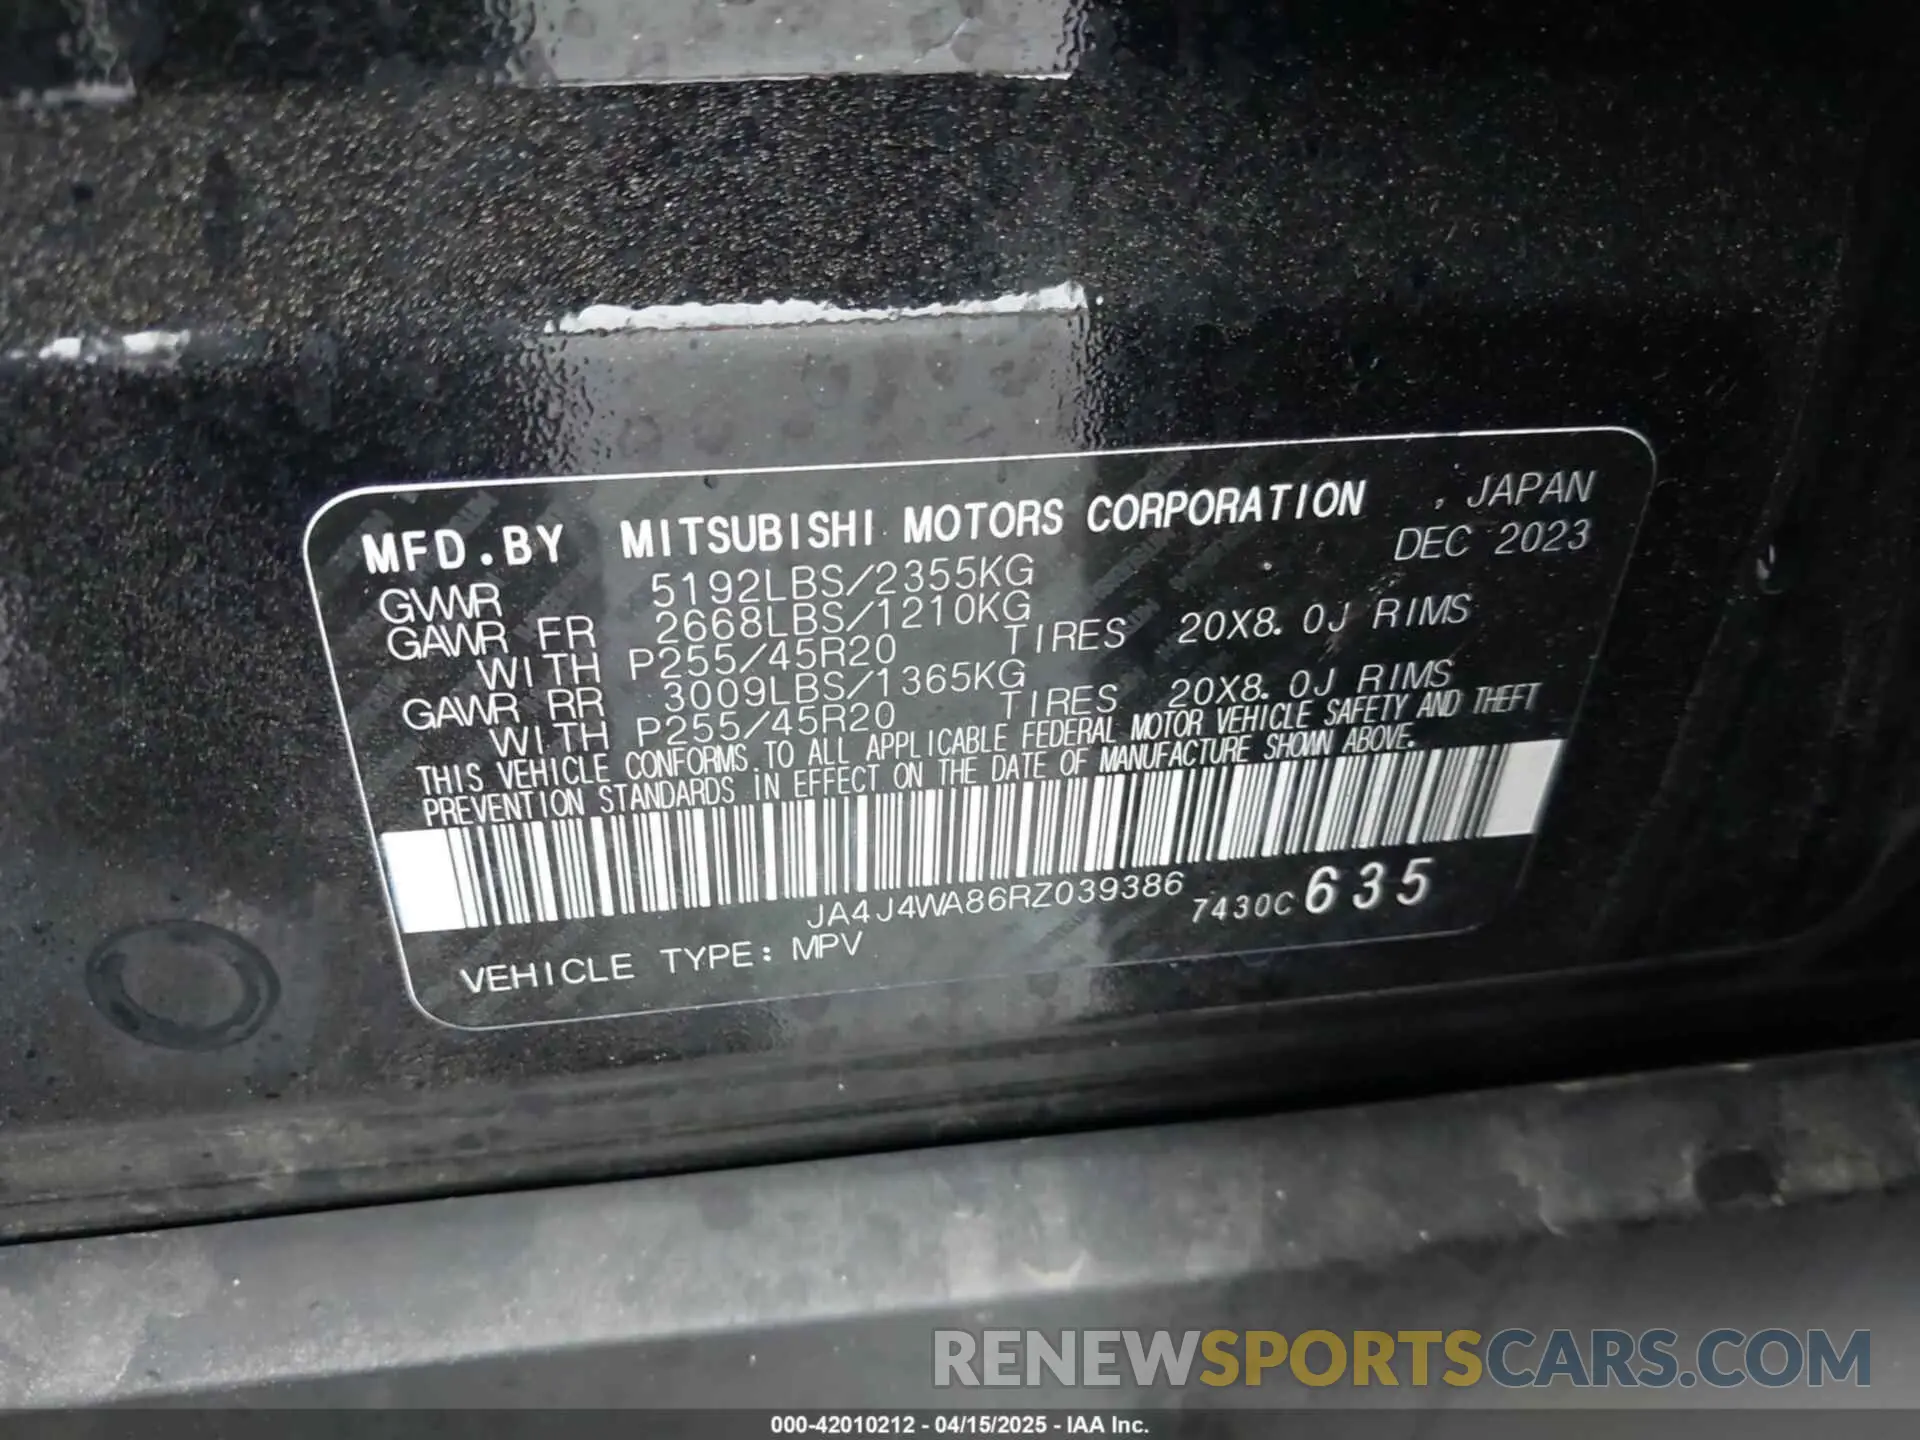 MFD.BY MITSUBISHI MOTORS CORPORATION , JAPAN
GVWR 5192LBS/2355KG DEC 2023
GAWR FR 2668LBS/1210KG
WITH P255/45R20 TIRES 20X8.0J RIMS
GAWR RR 3009LBS/1365KG
WITH P255/45R20 TIRES 20X8.0J RIMS
THIS VEHICLE CONFORMS TO ALL APPLICABLE FEDERAL MOTOR VEHICLE SAFETY AND THEFT
PREVENTION STANDARDS IN EFFECT ON THE DATE OF MANUFACTURE SHOWN ABOVE.
JA4J4WA86RZ039386 7430C 635
VEHICLE TYPE: MPV
RENEWSPORTSCARS.COM
000-42010212 - 04/15/2025 - IAA Inc.